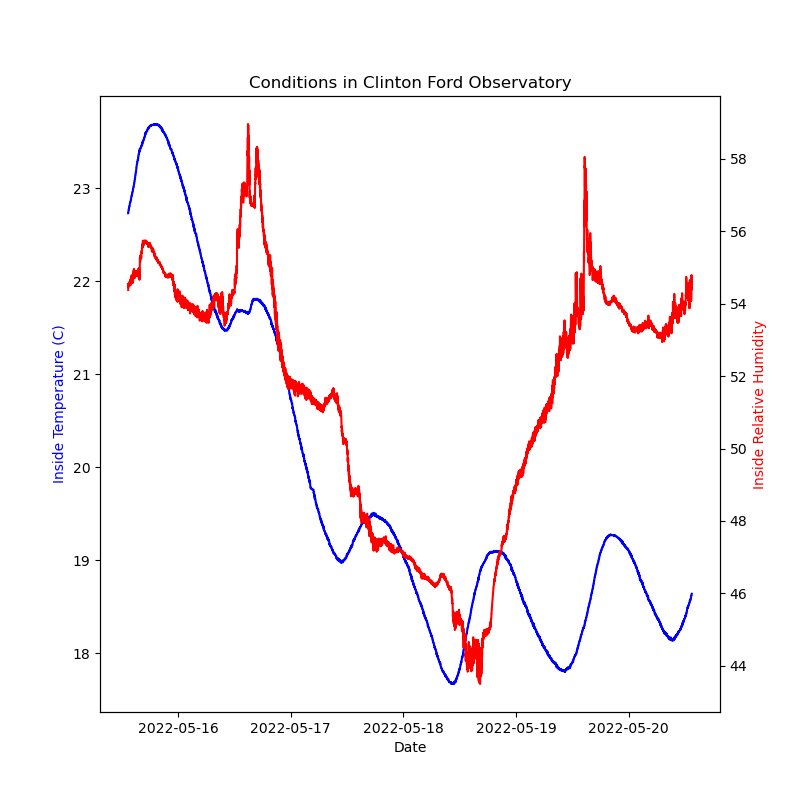 Conditions in Clinton Ford Observatory
Inside Temperature (C)
23
22
21
20
19
18
58
56
54
52
50
48
46
44
Inside Relative Humidity
2022-05-16 2022-05-17 2022-05-18 2022-05-19 2022-05-20
Date